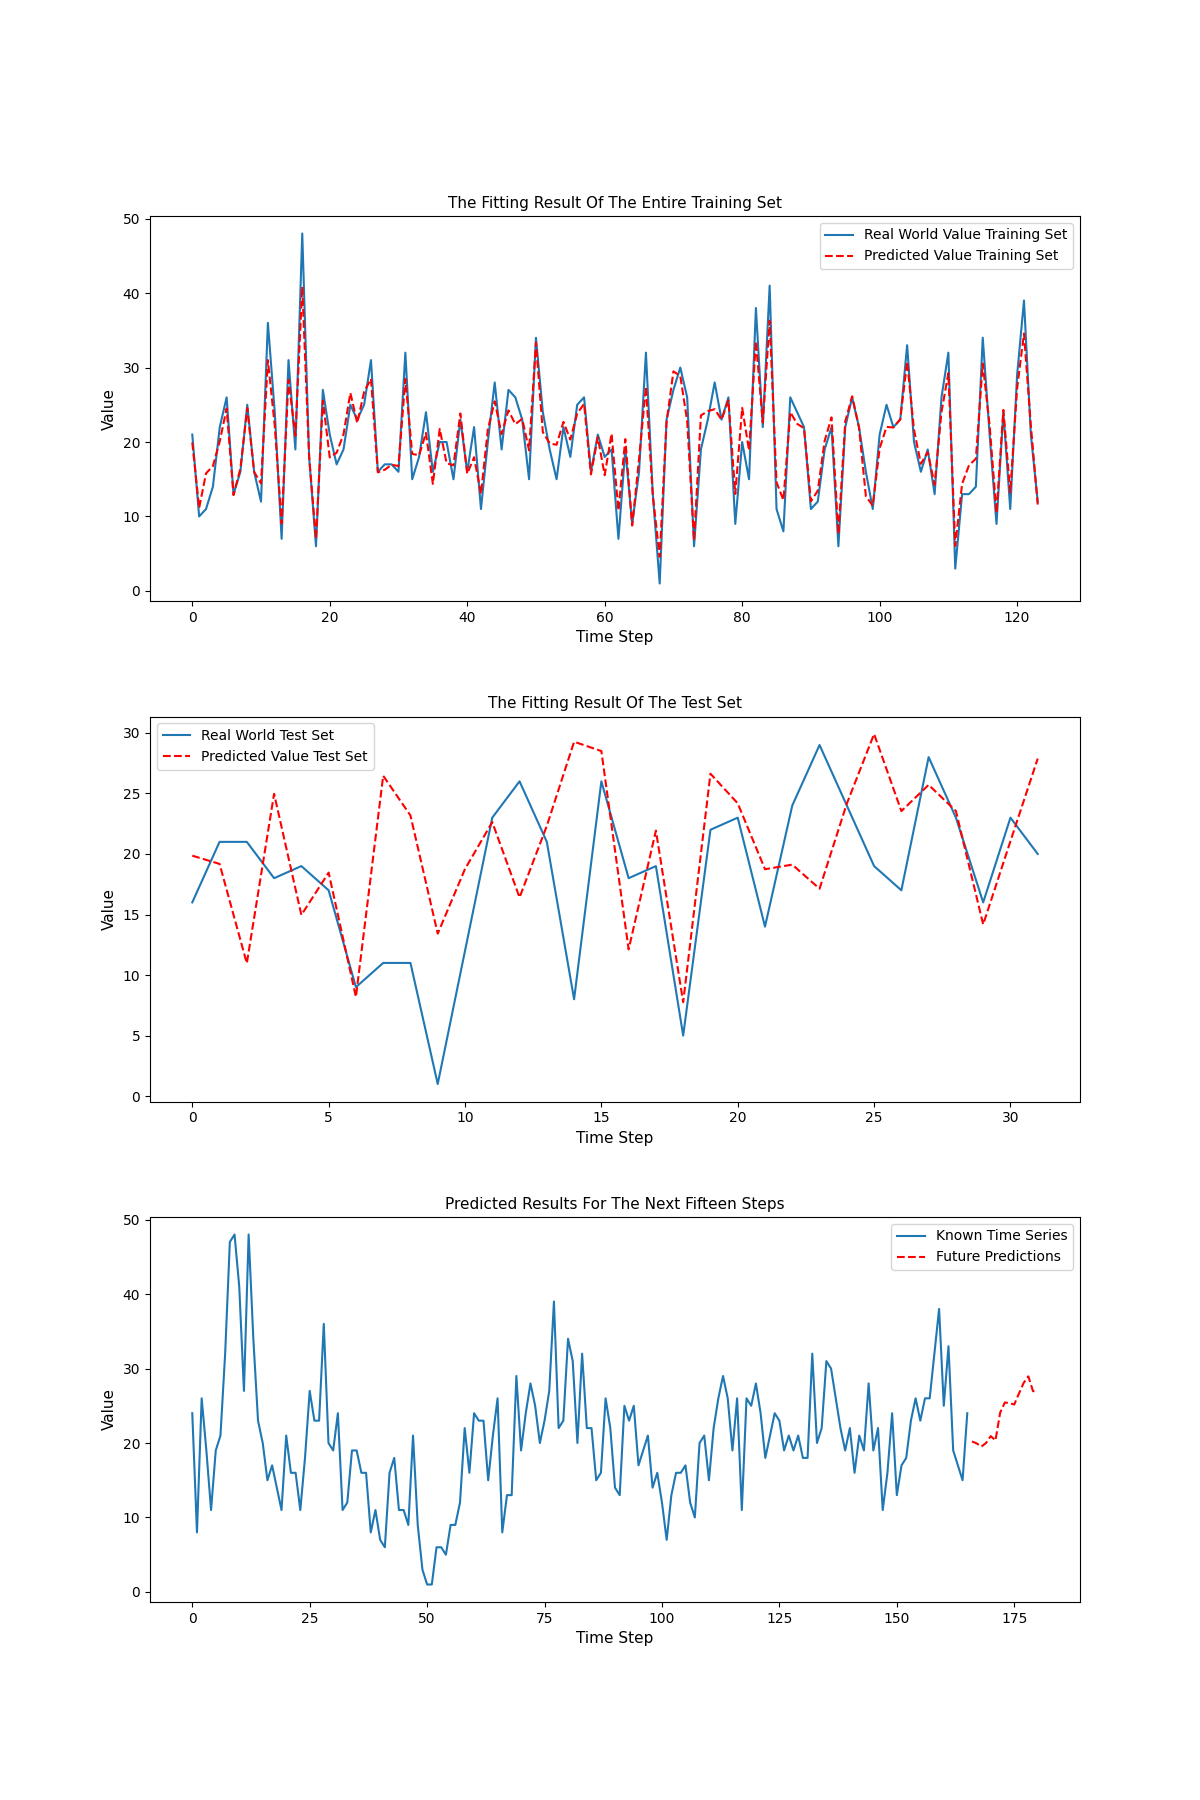 The Fitting Result Of The Entire Training Set
50
40
30
20
10
0
Value
Real World Value Training Set
Predicted Value Training Set
0 20 40 60 80 100 120
Time Step
The Fitting Result Of The Test Set
30
25
20
15
10
5
0
Value
Real World Test Set
Predicted Value Test Set
0 5 10 15 20 25 30
Time Step
Predicted Results For The Next Fifteen Steps
50
40
30
20
10
0
Value
Known Time Series
Future Predictions
0 25 50 75 100 125 150 175
Time Step